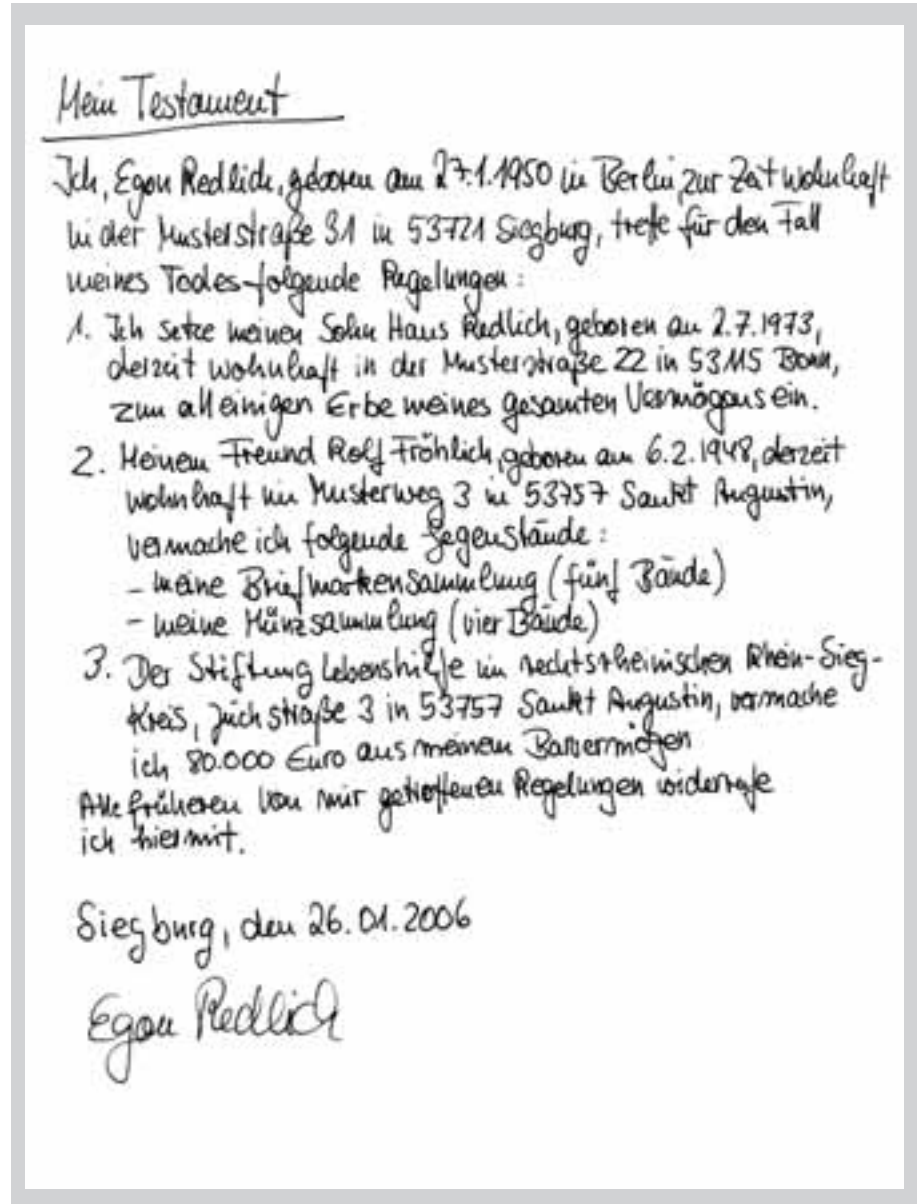 Mein Testament
Ich, Egon Redlich, geboren am 27.1.1950 in Berlin zur Zeit wohnhaft
in der Musterstraße 31 in 53721 Siegburg, treffe für den Fall
meines Todes folgende Regelungen:
1. Ich setze meinen Sohn Hans Redlich, geboren am 2.7.1973,
derzeit wohnhaft in der Musterstraße 22 in 53115 Bonn,
zum alleinigen Erbe meines gesamten Vermögens ein.
2. Meinem Freund Rolf Fröhlich, geboren am 6.2.1948, derzeit
wohnhaft im Musterweg 3 in 53757 Sankt Augustin,
vermache ich folgende Gegenstände:
- meine Briefmarkensammlung (fünf Bände)
- meine Münzsammlung (vier Bände)
3. Der Stiftung Lebenshilfe im rechtsrheinischen Rhein-Sieg-
Kreis, 3 in 53757 Sankt Augustin, vermache
ich 80.000 Euro aus meinem Barvermögen
Alle früheren von mir getroffenen Regelungen widerrufe
ich hiermit.
Siegburg, den 26.01.2006
Egon Redlich